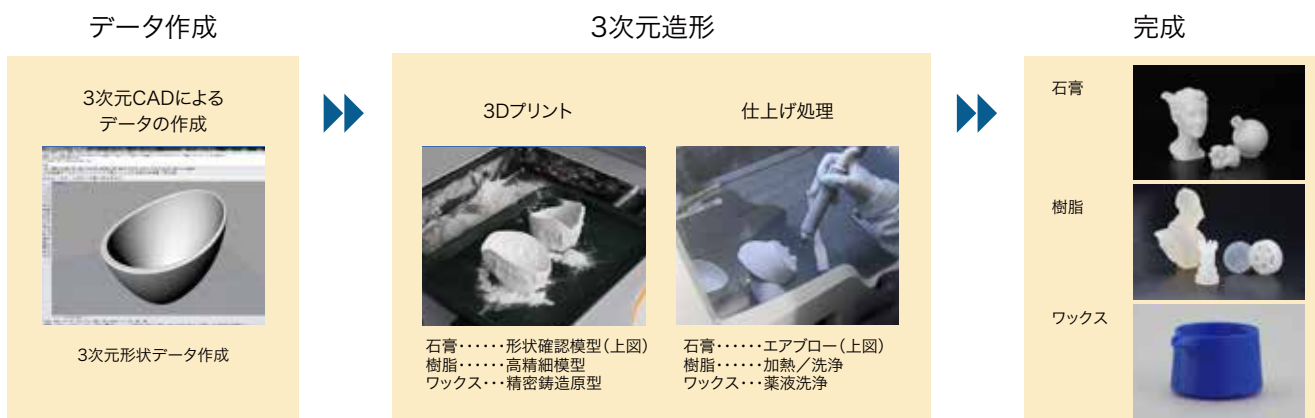 データ作成
3次元造形
完成
3次元CADによる
データの作成
3次元形状データ作成
3Dプリント
石膏‥‥‥形状確認模型(上図)
樹脂‥‥‥高精細模型
ワックス‥･精密鋳造原型
仕上げ処理
石膏‥‥‥エアブロー(上図)
樹脂‥‥‥加熱／洗浄
ワックス‥･薬液洗浄
石膏
樹脂
ワックス